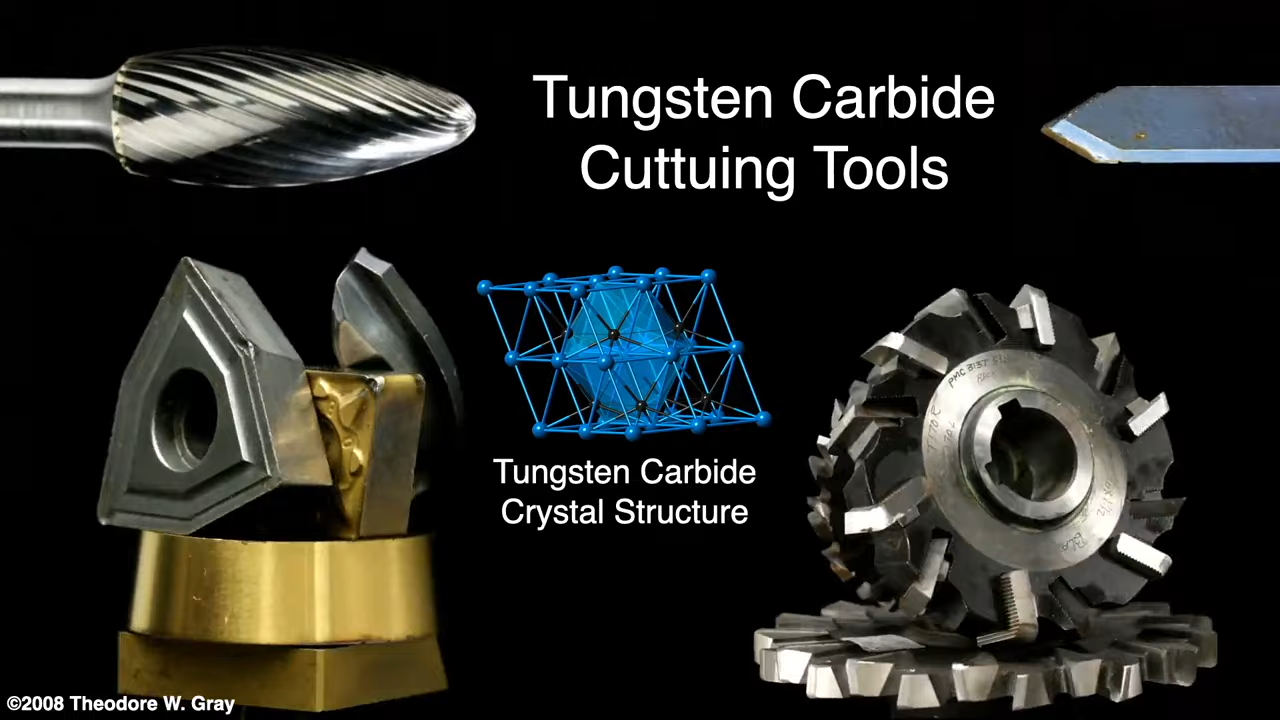 Tungsten Carbide
Cuttuing Tools
Tungsten Carbide
Crystal Structure
©2008 Theodore W. Gray